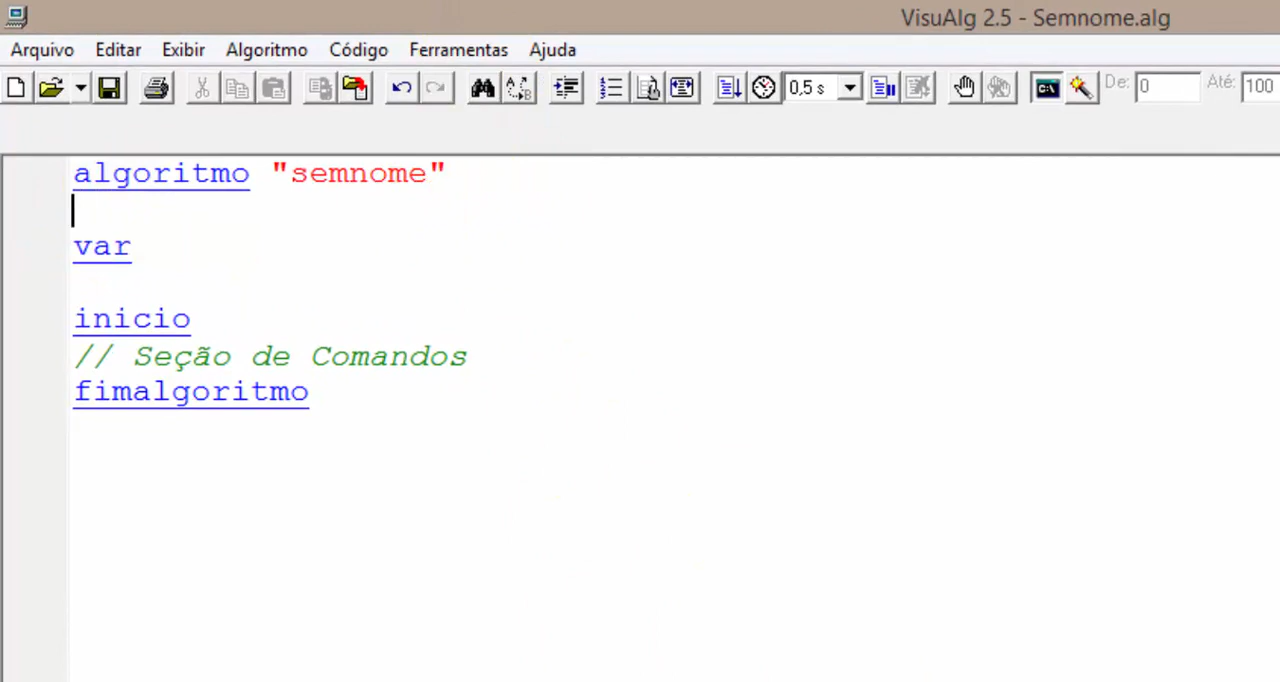 VisuAlg 2.5 - Semnome.alg
Arquivo Editar Exibir Algoritmo Código Ferramentas Ajuda
0,5 s De: 0 Até: 100
algoritmo "semnome"
var
inicio
// Seção de Comandos
fimalgoritmo